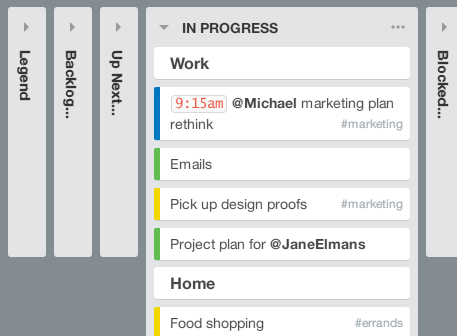 Legend
Backlog...
Up Next...
IN PROGRESS
Work
9:15am @Michael marketing plan
rethink #marketing
Emails
Pick up design proofs #marketing
Project plan for @JaneElmans
Home
Food shopping #errands
Blocked...